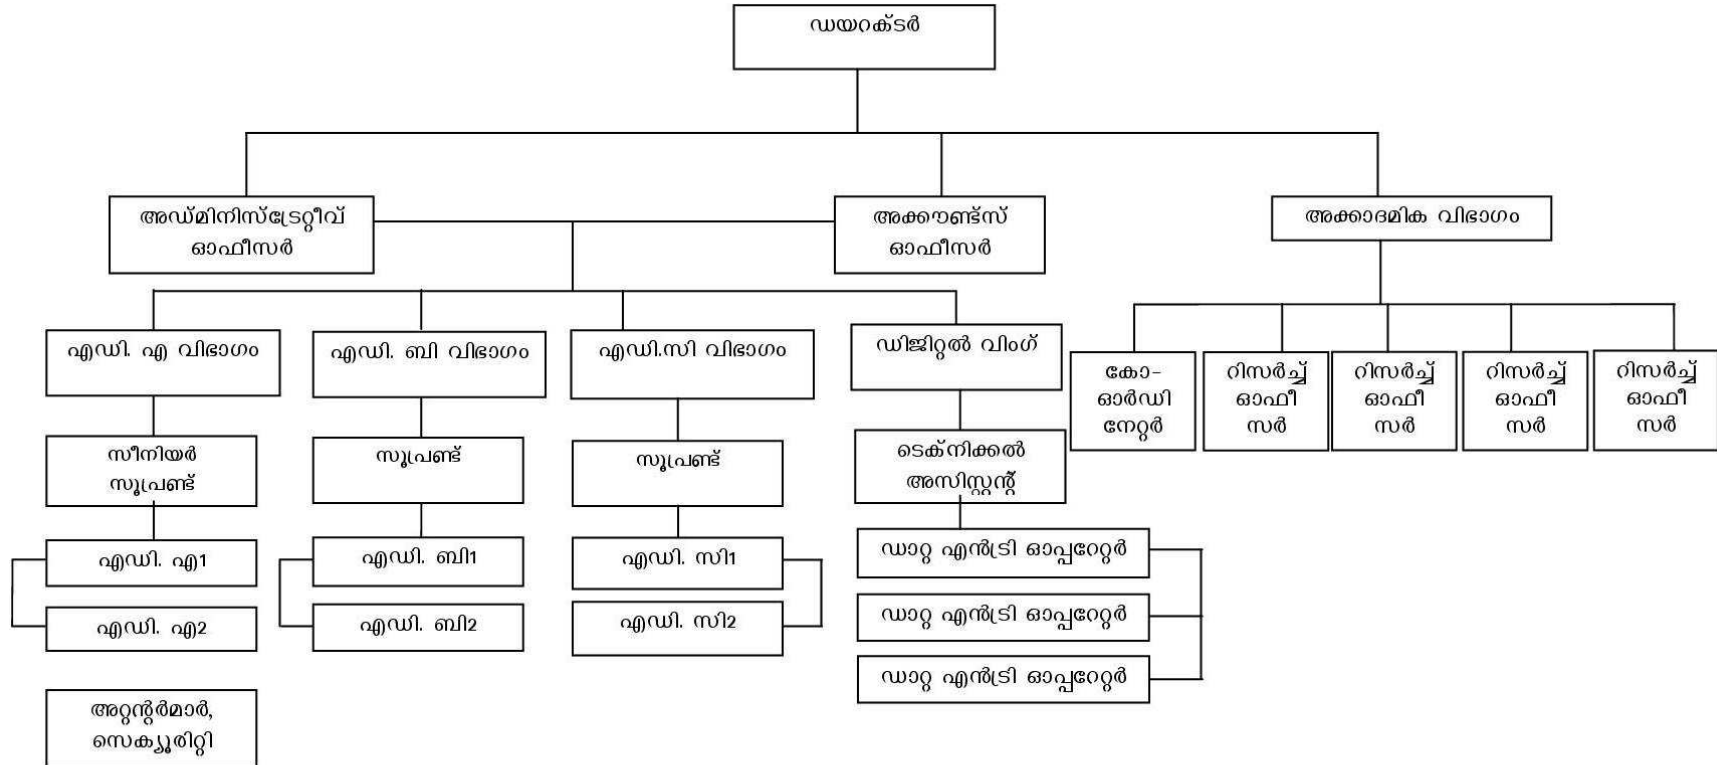 ഡയറക്ടർ
അഡ്മിനിസ്ട്രേറ്റീവ്
ഓഫീസർ
അക്കൗണ്ട്സ്
ഓഫീസർ
അക്കാദമിക വിഭാഗം
എഡി. എ വിഭാഗം
എഡി. ബി വിഭാഗം
എഡി.സി വിഭാഗം
ഡിജിറ്റൽ വിംഗ്
കോ-
ഓർഡി
നേറ്റർ
റിസർച്ച്
ഓഫീ
സർ
റിസർച്ച്
ഓഫീ
സർ
റിസർച്ച്
ഓഫീ
സർ
റിസർച്ച്
ഓഫീ
സർ
സീനിയർ
സൂപ്രണ്ട്
സൂപ്രണ്ട്
സൂപ്രണ്ട്
ടെക്നിക്കൽ
അസിസ്റ്റന്റ്
എഡി. എ1
എഡി. ബി1
എഡി. സി1
ഡാറ്റ എൻട്രി ഓപ്പറേറ്റർ
എഡി. എ2
എഡി. ബി2
എഡി. സി2
ഡാറ്റ എൻട്രി ഓപ്പറേറ്റർ
ഡാറ്റ എൻട്രി ഓപ്പറേറ്റർ
അറ്റന്റർമാർ,
സെക്യൂരിറ്റി